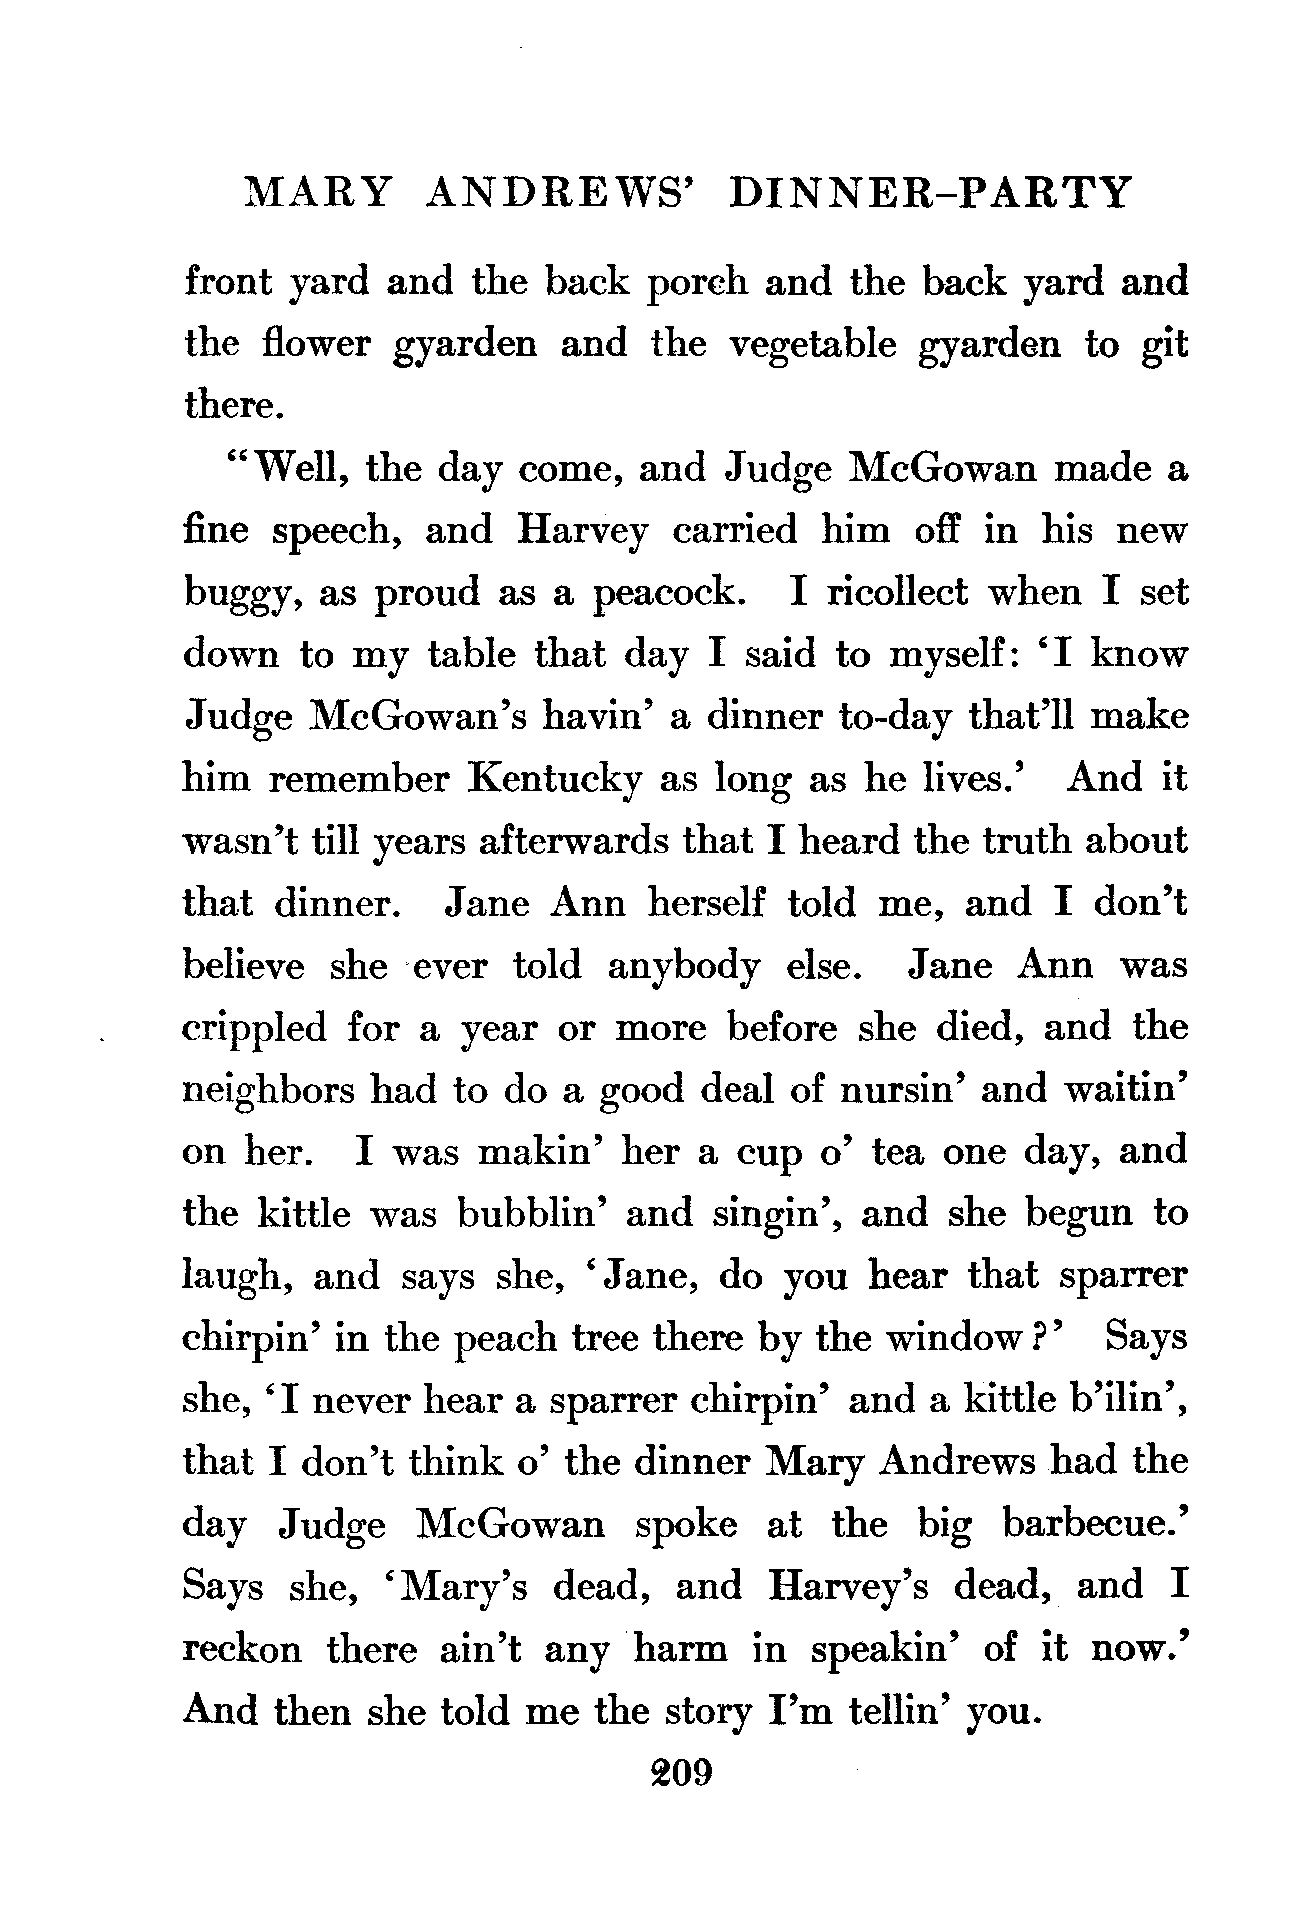 MARY ANDREWS’ DINNER–PARTY
front yard and the back porch and the back yard and
the flower gyarden and the vegetable gyarden to git
there.
“Well, the day come, and Judge McGowan made a
fine speech, and Harvey carried him off in his new
buggy, as proud as a peacock. I ricollect when I set
down to my table that day I said to myself: ‘I know
Judge McGowan’s havin’ a dinner to-day that’ll make
him remember Kentucky as long as he lives.’ And it
wasn’t till years afterwards that I heard the truth about
that dinner. Jane Ann herself told me, and I don’t
believe she ever told anybody else. Jane Ann was
crippled for a year or more before she died, and the
neighbors had to do a good deal of nursin’ and waitin’
on her. I was makin’ her a cup o’ tea one day, and
the kittle was bubblin’ and singin’, and she begun to
laugh, and says she, ‘Jane, do you hear that sparrer
chirpin’ in the peach tree there by the window?’ Says
she, ‘I never hear a sparrer chirpin’ and a kittle b’ilin’,
that I don’t think o’ the dinner Mary Andrews had the
day Judge McGowan spoke at the big barbecue.’
Says she, ‘Mary’s dead, and Harvey’s dead, and I
reckon there ain’t any harm in speakin’ of it now.’
And then she told me the story I’m tellin’ you.
209